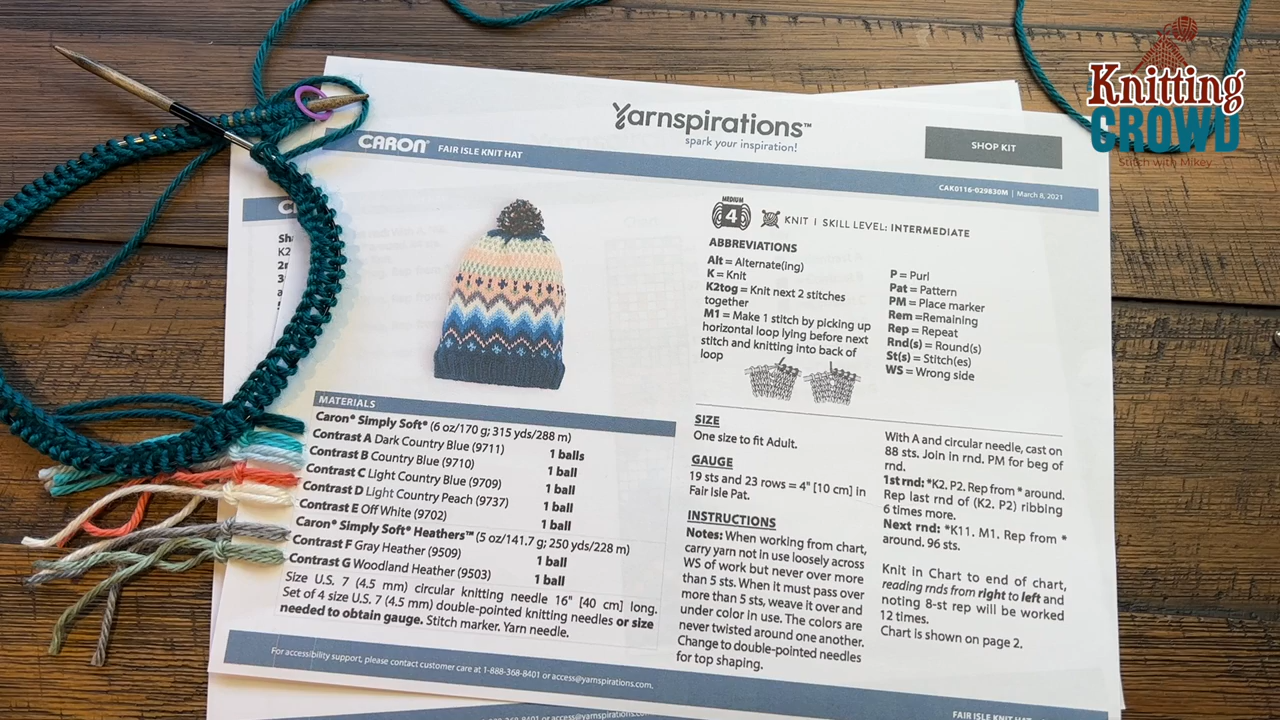 Knitting
CROWD
Stitch with Mikey
Yarnspirations™
spark your inspiration!
SHOP KIT
CARON® FAIR ISLE KNIT HAT
CAK0116-029830M | March 8, 2021
MEDIUM
4
KNIT I SKILL LEVEL: INTERMEDIATE
ABBREVIATIONS
Alt = Alternate(ing)
K = Knit
K2tog = Knit next 2 stitches
together
M1 = Make 1 stitch by picking up
horizontal loop lying before next
stitch and knitting into back of
loop
P = Purl
Pat = Pattern
PM = Place marker
Rem =Remaining
Rep = Repeat
Rnd(s) = Round(s)
St(s) = Stitch(es)
WS = Wrong side
MATERIALS
Caron® Simply Soft® (6 oz/170 g; 315 yds/288 m)
Contrast A Dark Country Blue (9711) 1 balls
Contrast B Country Blue (9710) 1 ball
Contrast C Light Country Blue (9709) 1 ball
Contrast D Light Country Peach (9737) 1 ball
Contrast E Off White (9702) 1 ball
Caron® Simply Soft® Heathers™ (5 oz/141.7 g; 250 yds/228 m)
Contrast F Gray Heather (9509) 1 ball
Contrast G Woodland Heather (9503) 1 ball
Size U.S. 7 (4.5 mm) circular knitting needle 16" [40 cm] long.
Set of 4 size U.S. 7 (4.5 mm) double-pointed knitting needles or size
needed to obtain gauge. Stitch marker. Yarn needle.
SIZE
One size to fit Adult.
GAUGE
19 sts and 23 rows = 4" [10 cm] in
Fair Isle Pat.
INSTRUCTIONS
Notes: When working from chart,
carry yarn not in use loosely across
WS of work but never over more
than 5 sts. When it must pass over
more than 5 sts, weave it over and
under color in use. The colors are
never twisted around one another.
Change to double-pointed needles
for top shaping.
With A and circular needle, cast on
88 sts. Join in rnd. PM for beg of
rnd.
1st rnd: *K2. P2. Rep from * around.
Rep last rnd of (K2. P2) ribbing
6 times more.
Next rnd: *K11. M1. Rep from *
around. 96 sts.
Knit in Chart to end of chart,
reading rnds from right to left and
noting 8-st rep will be worked
12 times.
Chart is shown on page 2.
For accessibility support, please contact customer care at 1-888-368-8401 or access@yarnspirations.com.
K2
FAIR ISLE KNIT HAT